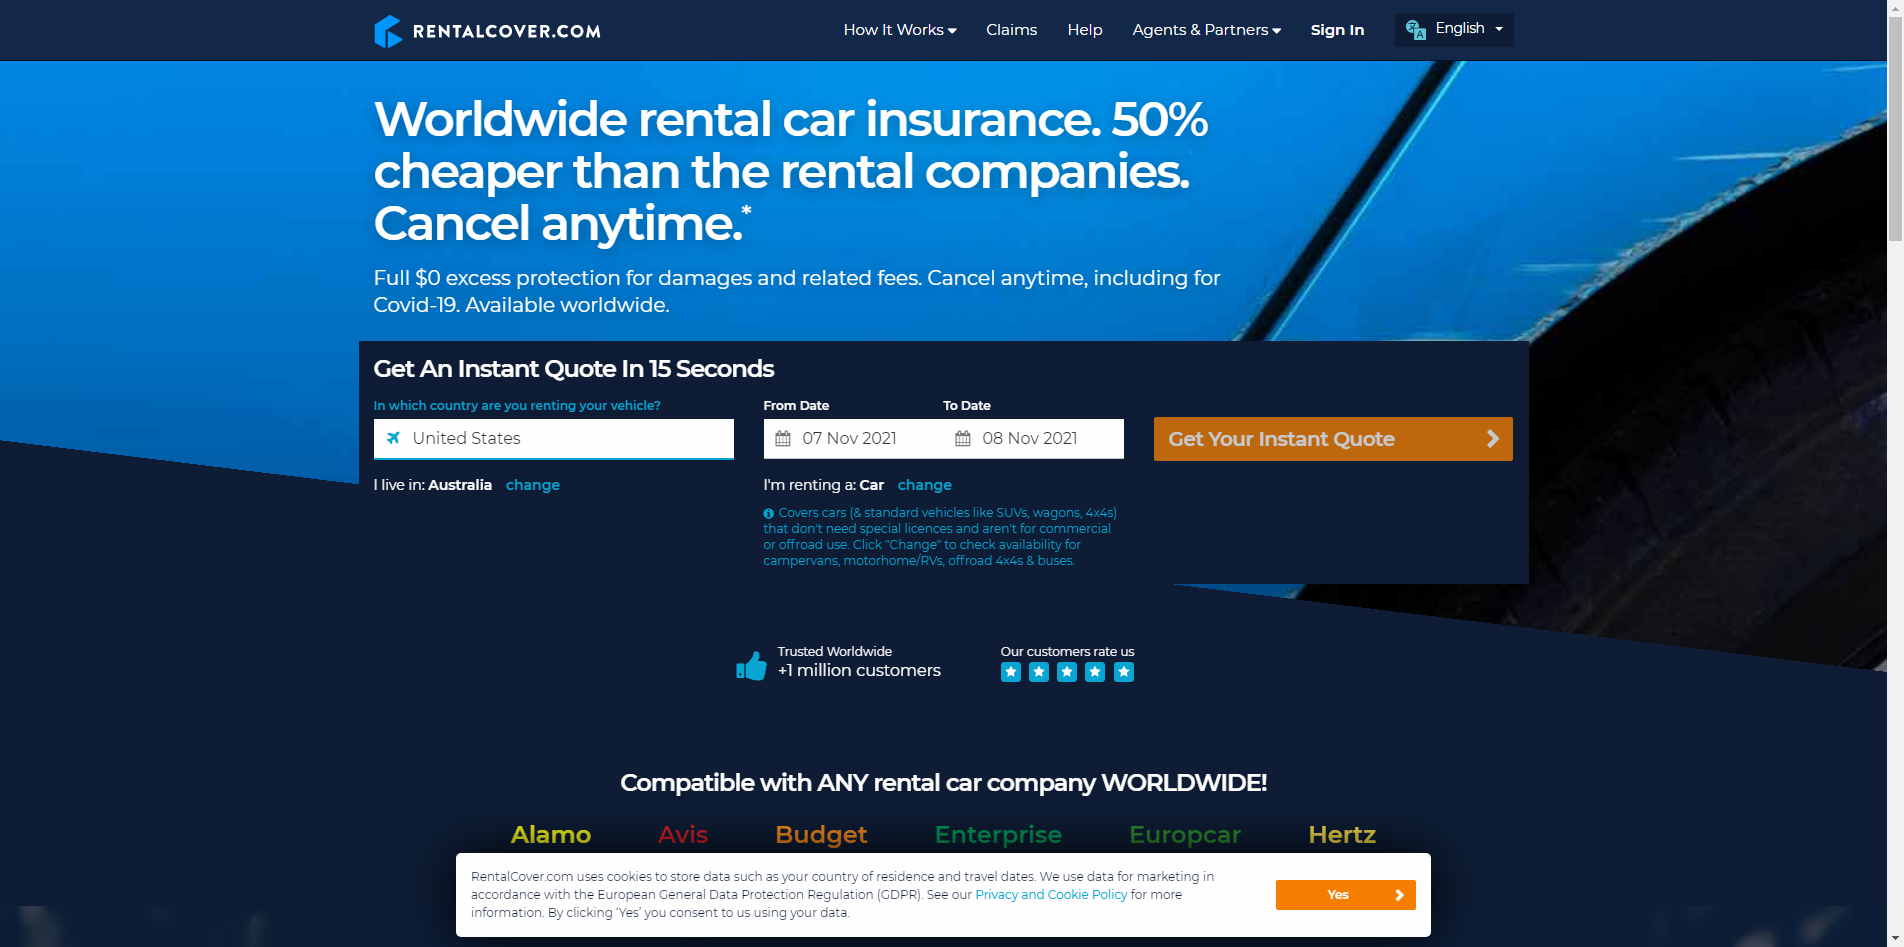 RENTALCOVER.COM
How It Works
Claims
Help
Agents & Partners
Sign In
English
Worldwide rental car insurance. 50%
cheaper than the rental companies.
Cancel anytime.*
Full $0 excess protection for damages and related fees. Cancel anytime, including for
Covid-19. Available worldwide.
Get An Instant Quote In 15 Seconds
In which country are you renting your vehicle?
United States
I live in: Australia change
From Date
To Date
07 Nov 2021
08 Nov 2021
I'm renting a: Car change
Covers cars (& standard vehicles like SUVs, wagons, 4x4s)
that don't need special licences and aren't for commercial
or offroad use. Click "Change" to check availability for
campervans, motorhome/RVs, offroad 4x4s & buses.
Get Your Instant Quote
Trusted Worldwide
+1 million customers
Our customers rate us
Compatible with ANY rental car company WORLDWIDE!
Alamo
Avis
Budget
Enterprise
Europcar
Hertz
RentalCover.com uses cookies to store data such as your country of residence and travel dates. We use data for marketing in
accordance with the European General Data Protection Regulation (GDPR). See our Privacy and Cookie Policy for more
information. By clicking ‘Yes’ you consent to us using your data.
Yes